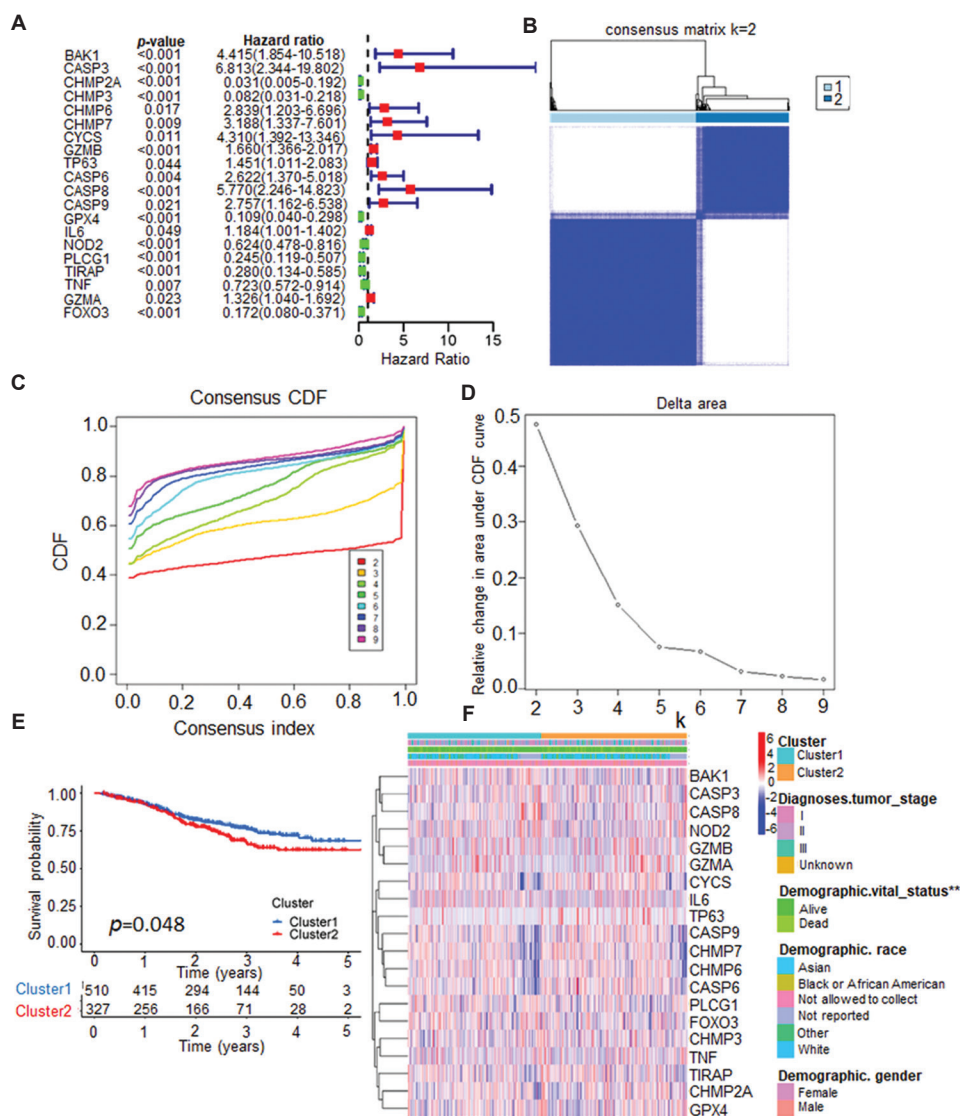 A
p-value Hazard ratio
BAK1 <0.001 4.415(1.854-10.518)
CASP3 <0.001 6.813(2.344-19.802)
CHMP2A <0.001 0.031(0.005-0.192)
CHMP3 <0.001 0.082(0.031-0.218)
CHMP6 0.017 2.839(1.203-6.696)
CHMP7 0.009 3.188(1.337-7.601)
CYCS 0.011 4.310(1.392-13.346)
GZMB <0.001 1.660(1.366-2.017)
TP63 0.044 1.451(1.011-2.083)
CASP6 0.004 2.622(1.370-5.018)
CASP8 <0.001 5.770(2.246-14.823)
CASP9 0.021 2.757(1.162-6.538)
GPX4 <0.001 0.109(0.040-0.298)
IL6 0.049 1.184(1.001-1.402)
NOD2 <0.001 0.624(0.478-0.816)
PLCG1 <0.001 0.245(0.119-0.507)
TIRAP <0.001 0.280(0.134-0.585)
TNF 0.007 0.723(0.572-0.914)
GZMA 0.023 1.326(1.040-1.692)
FOXO3 <0.001 0.172(0.080-0.371)
0 5 10 15
Hazard Ratio
B
consensus matrix k=2
1
2
C
Consensus CDF
CDF
1.0
0.8
0.6
0.4
0.2
0.0
2
3
4
5
6
7
8
9
0.0 0.2 0.4 0.6 0.8 1.0
Consensus index
D
Delta area
Relative change in area under CDF curve
0.5
0.4
0.3
0.2
0.1
0.0
2 3 4 5 6 7 8 9
k
E
Survival probability
1.00
0.75
0.25
0.25
0.00
p=0.048
Cluster
Cluster1
Cluster2
0 1 2 3 4 5
Time (years)
Cluster1 510 415 294 144 50 3
Cluster2 327 256 166 71 28 2
0 1 2 3 4 5
Time (years)
F
BAK1
CASP3
CASP8
NOD2
GZMB
GZMA
CYCS
IL6
TP63
CASP9
CHMP7
CHMP6
CASP6
PLCG1
FOXO3
CHMP3
TNF
TIRAP
CHMP2A
GPX4
6
4
2
0
-2
-4
-6
Cluster
Cluster1
Cluster2
Diagnoses.tumor_stage
I
II
III
Unknown
Demographic.vital_status**
Alive
Dead
Demographic. race
Asian
Black or African American
Not allowed to collect
Not reported
Other
White
Demographic. gender
Female
Male